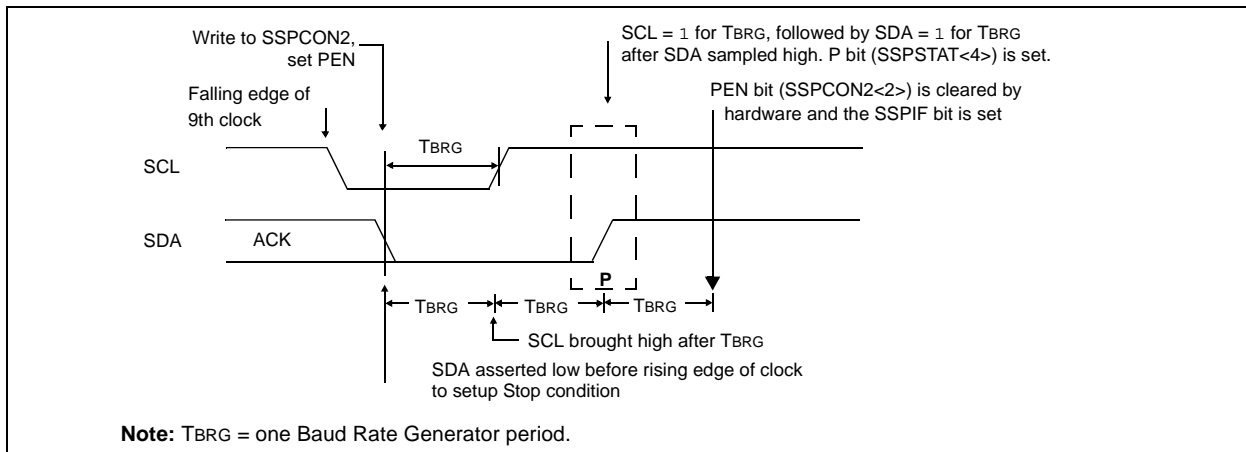 Write to SSPCON2,
set PEN
SCL = 1 for TBRG, followed by SDA = 1 for TBRG
after SDA sampled high. P bit (SSPSTAT<4>) is set.
Falling edge of
9th clock
PEN bit (SSPCON2<2>) is cleared by
hardware and the SSPIF bit is set
TBRG
SCL
SDA
ACK
P
TBRG
TBRG
TBRG
SCL brought high after TBRG
SDA asserted low before rising edge of clock
to setup Stop condition
Note: TBRG = one Baud Rate Generator period.